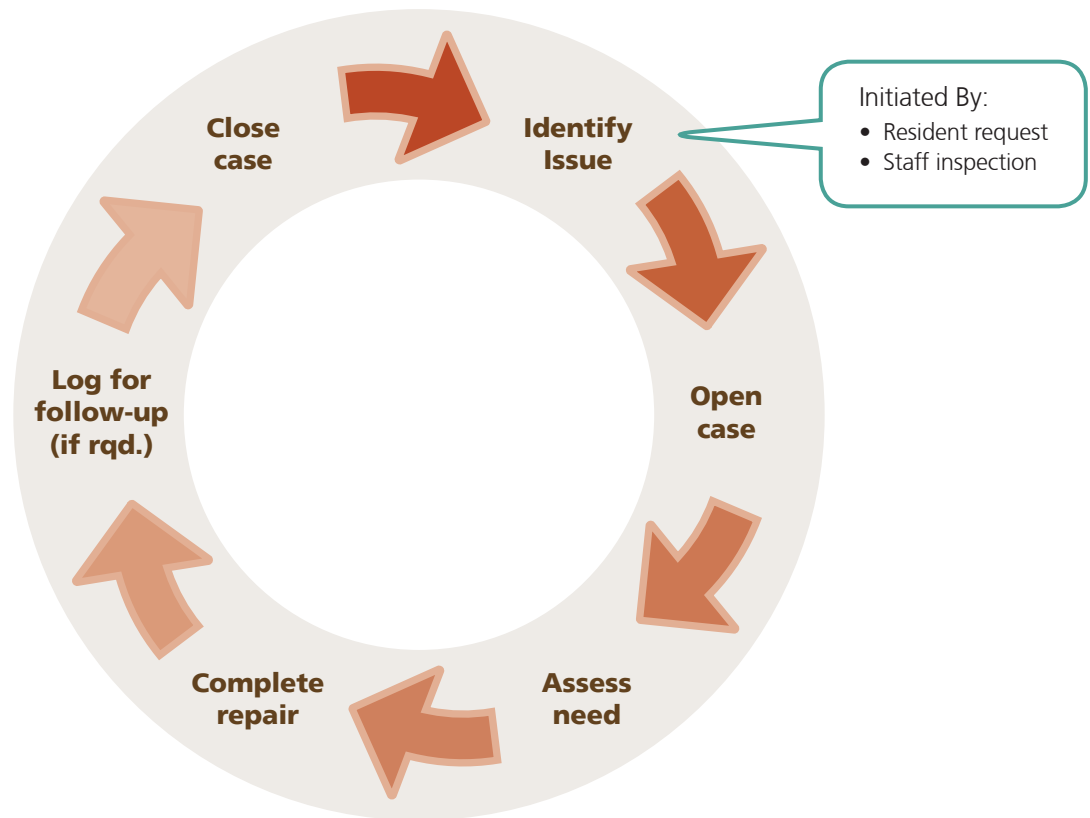 Identify
Issue
Initiated By:
• Resident request
• Staff inspection
Open
case
Assess
need
Complete
repair
Log for
follow-up
(if rqd.)
Close
case